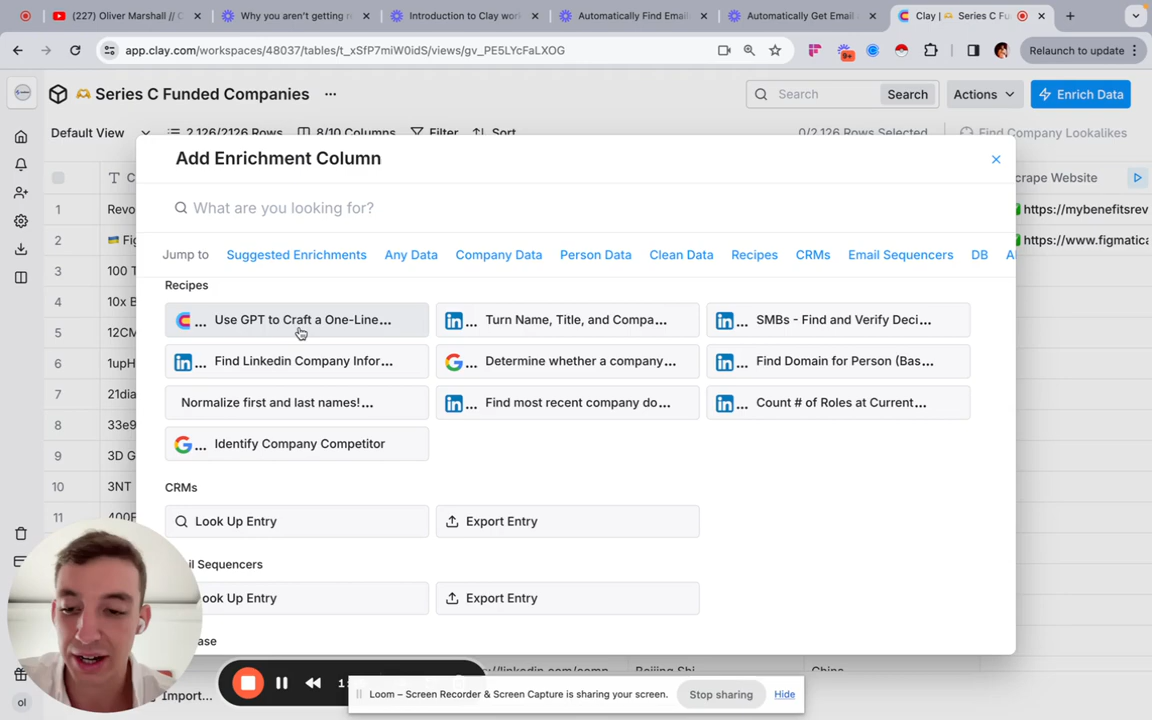 (227) Oliver Marshall // C
Why you aren't getting r
Introduction to Clay wor
Automatically Find Email
Automatically Get Email
Clay | Series C Fu
app.clay.com/workspaces/48037/tables/t_xSfP7miW0idS/views/gv_PE5LYcFaLXOG
9+
Relaunch to update
Series C Funded Companies
Search
Search
Actions
Enrich Data
Default View
2,126/2126 Rows
8/10 Columns
Filter
Sort
0/2,126 Rows Selected
Find Company Lookalikes
Add Enrichment Column
crape Website
What are you looking for?
1 Revo
https://mybenefitsrev
2 Fig
https://www.figmatica
Jump to Suggested Enrichments Any Data Company Data Person Data Clean Data Recipes CRMs Email Sequencers DB A
3 100 T
Recipes
4 10x B
Use GPT to Craft a One-Line...
Turn Name, Title, and Compa...
SMBs - Find and Verify Deci...
5 12CM
6 1upH
Find Linkedin Company Infor...
Determine whether a company...
Find Domain for Person (Bas...
7 21dia
Normalize first and last names!...
Find most recent company do...
Count # of Roles at Current...
8 33e9
Identify Company Competitor
9 3D G
10 3NT
CRMs
11 400F
Look Up Entry
Export Entry
il Sequencers
ook Up Entry
Export Entry
ase
Beijing Shi
China
Import...
ol
Loom – Screen Recorder & Screen Capture is sharing your screen.
Stop sharing
Hide